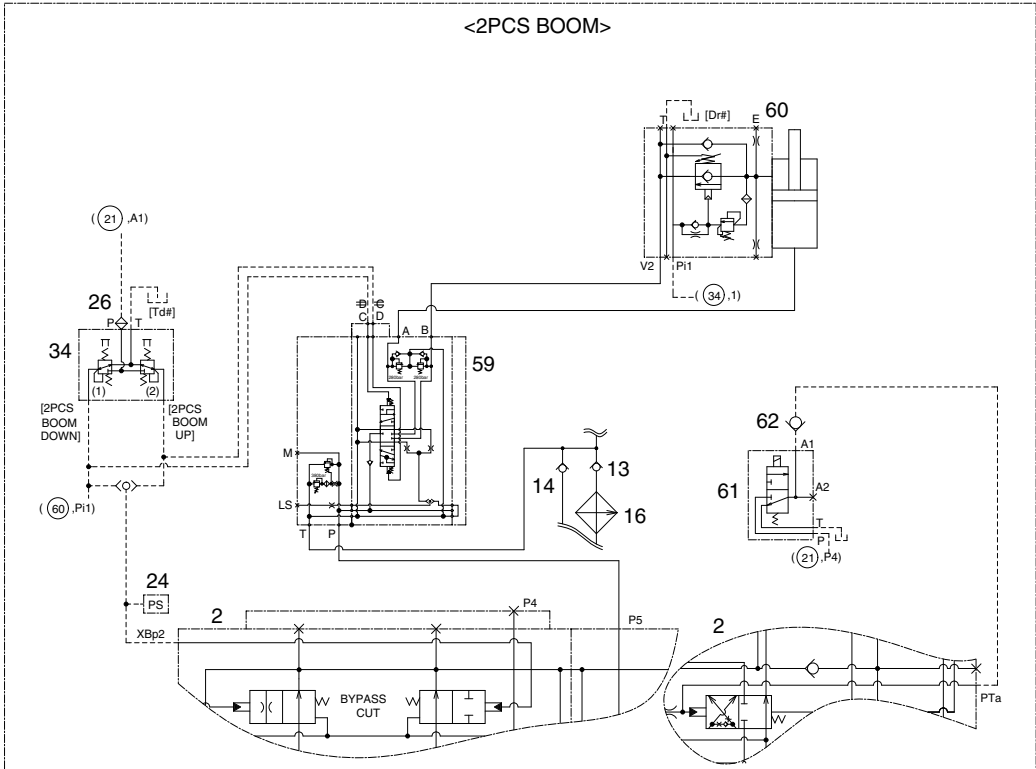 <2PCS BOOM>
T
[Dr#]
E
60
( 21 ,A1)
V2
Pi1
( 34 ,1)
26
P
T
[Td#]
34
(1)
(2)
[2PCS
BOOM
DOWN]
[2PCS
BOOM
UP]
( 60 ,Pi1)
D
C
C
D
A
B
59
M
LS
T
P
14
13
16
62
A1
61
A2
T
P
( 21 ,P4)
24
PS
XBp2
2
P4
P5
BYPASS
CUT
2
PTa